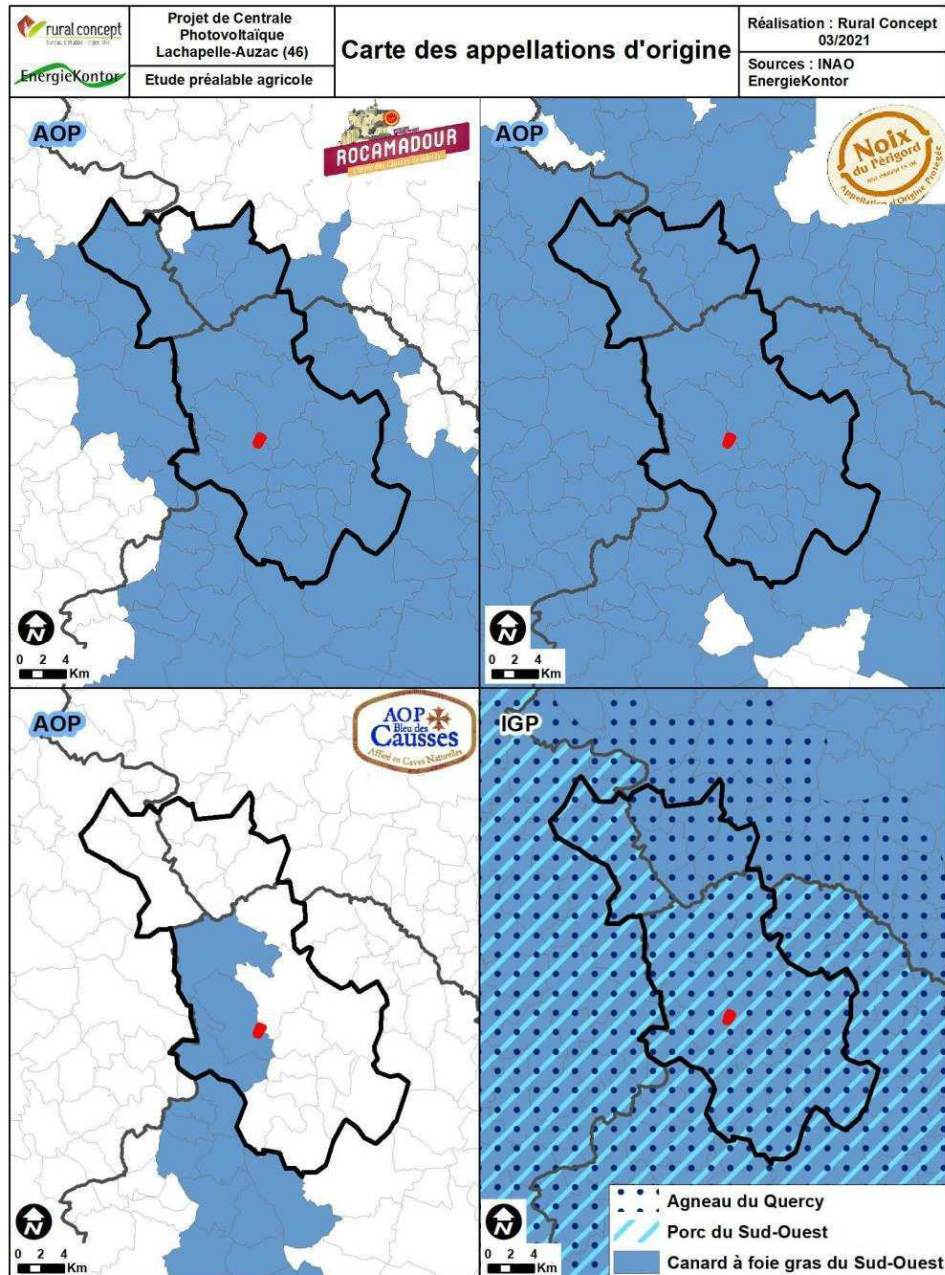 rural concept
EnergieKontor
Projet de Centrale
Photovoltaïque
Lachapelle-Auzac (46)
Etude préalable agricole
Carte des appellations d'origine
Réalisation : Rural Concept
03/2021
Sources : INAO
EnergieKontor
AOP
ROCAMADOUR
N
0 2 4
Km
AOP
Noix
du Périgord
Appellation d'Origine Protégée
N
0 2 4
Km
AOP
AOP
Bleu des
Causses
Affiné en Caves Naturelles
N
0 2 4
Km
IGP
N
0 2 4
Km
Agneau du Quercy
Porc du Sud-Ouest
Canard à foie gras du Sud-Ouest